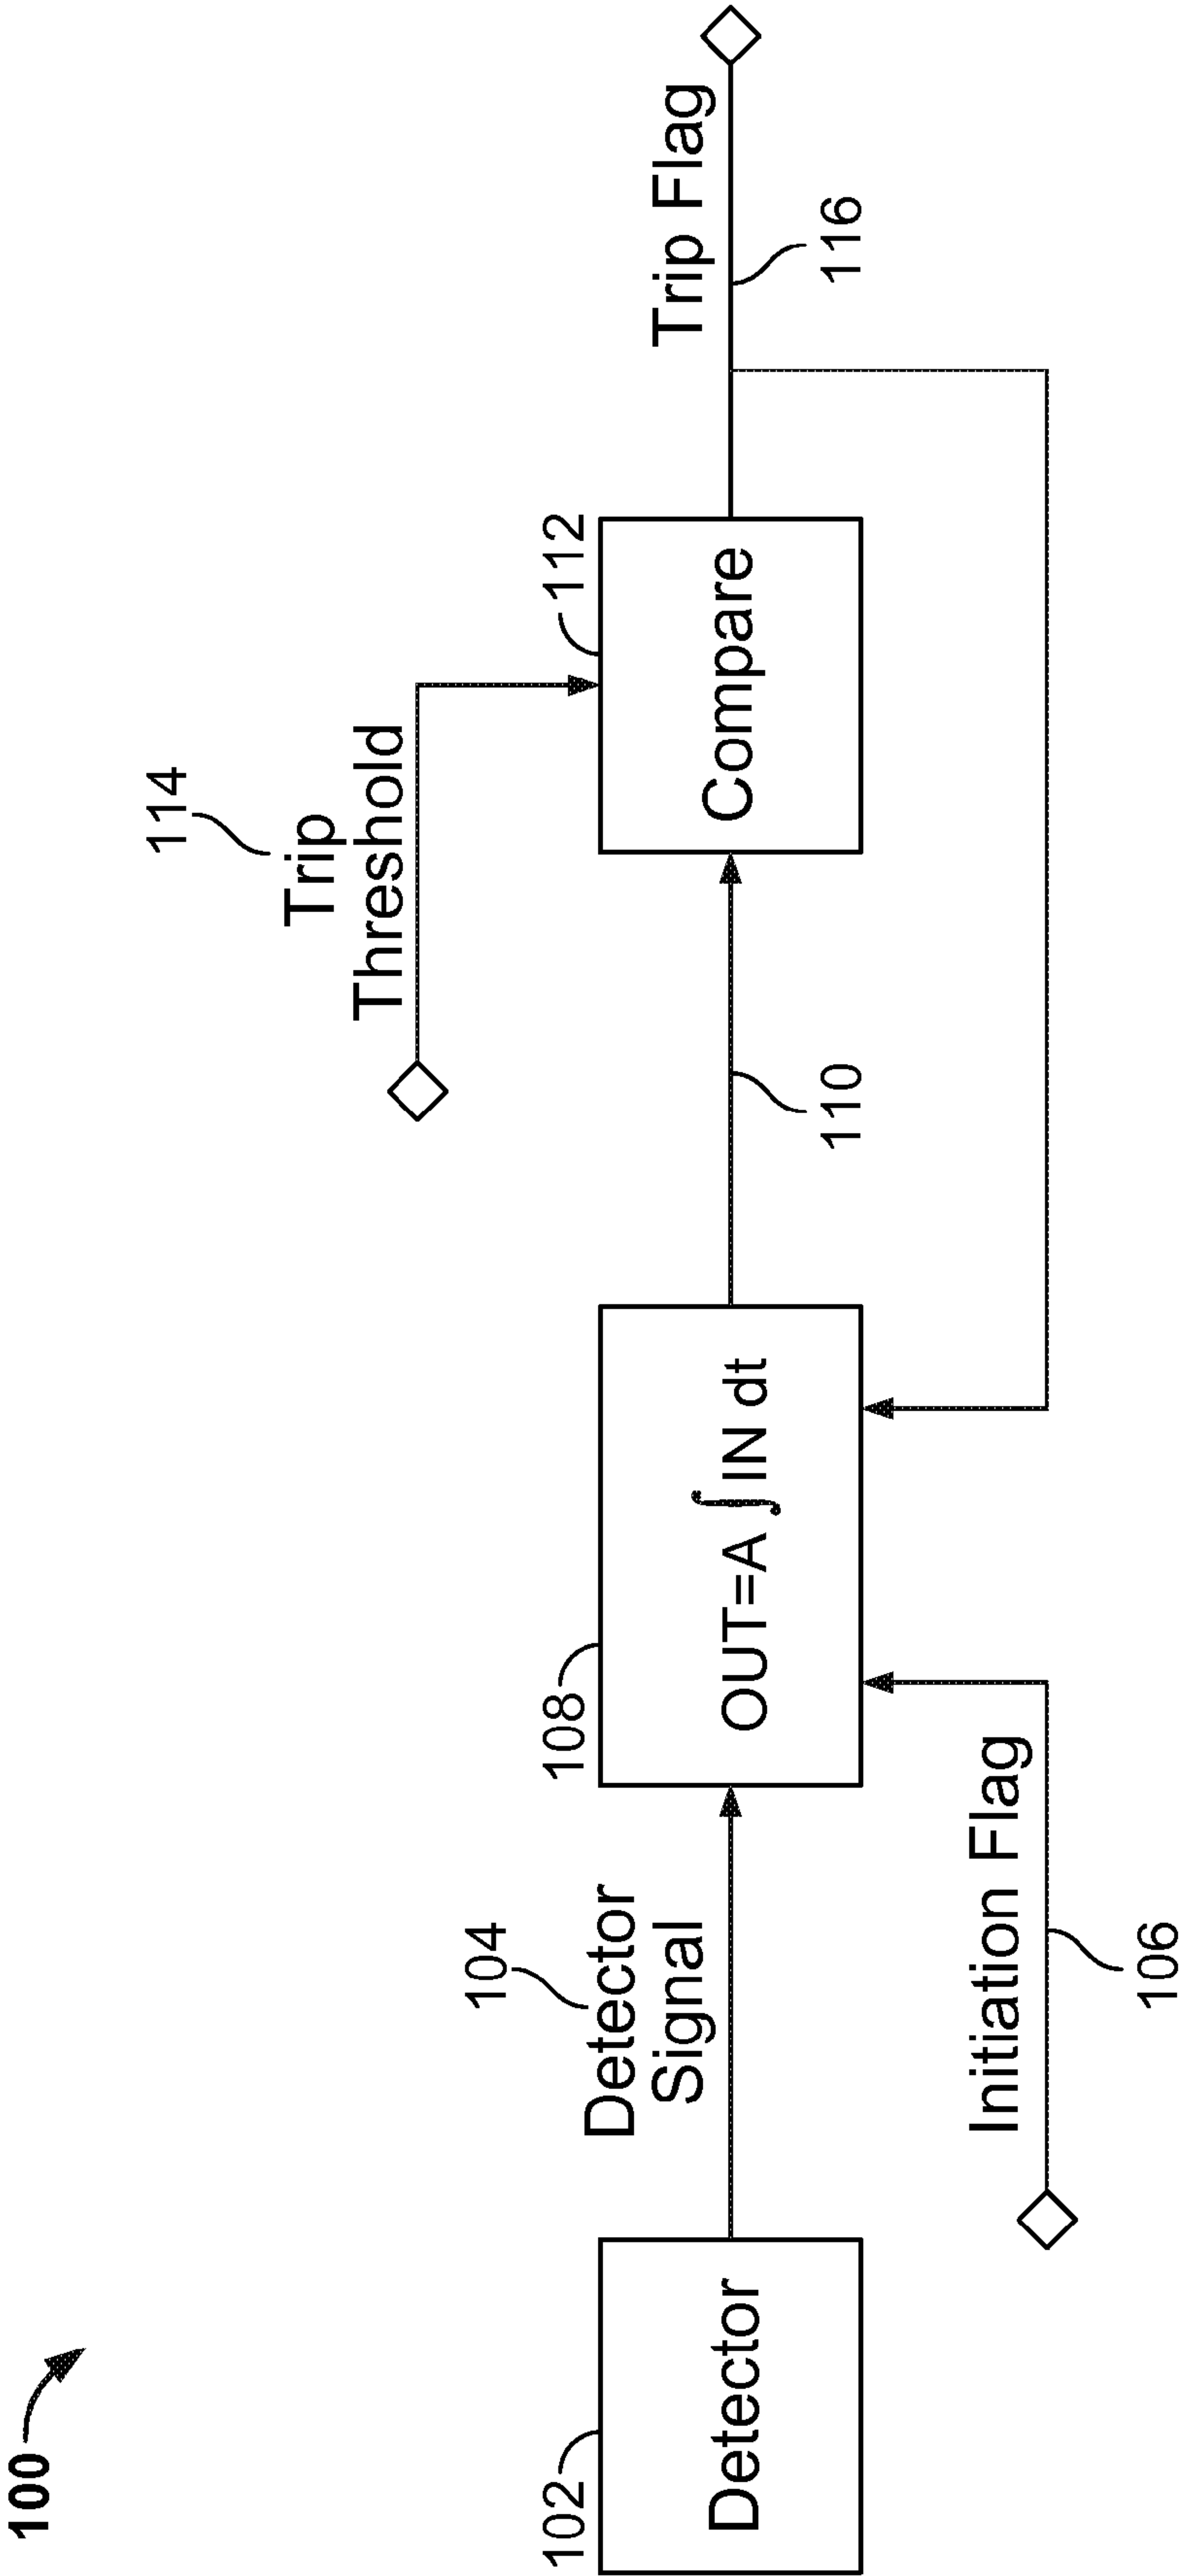 100
114
Trip
Threshold
112
Compare
Trip Flag
116
110
108
OUT=A ∫ IN dt
104
Detector
Signal
102
Detector
Initiation Flag
106